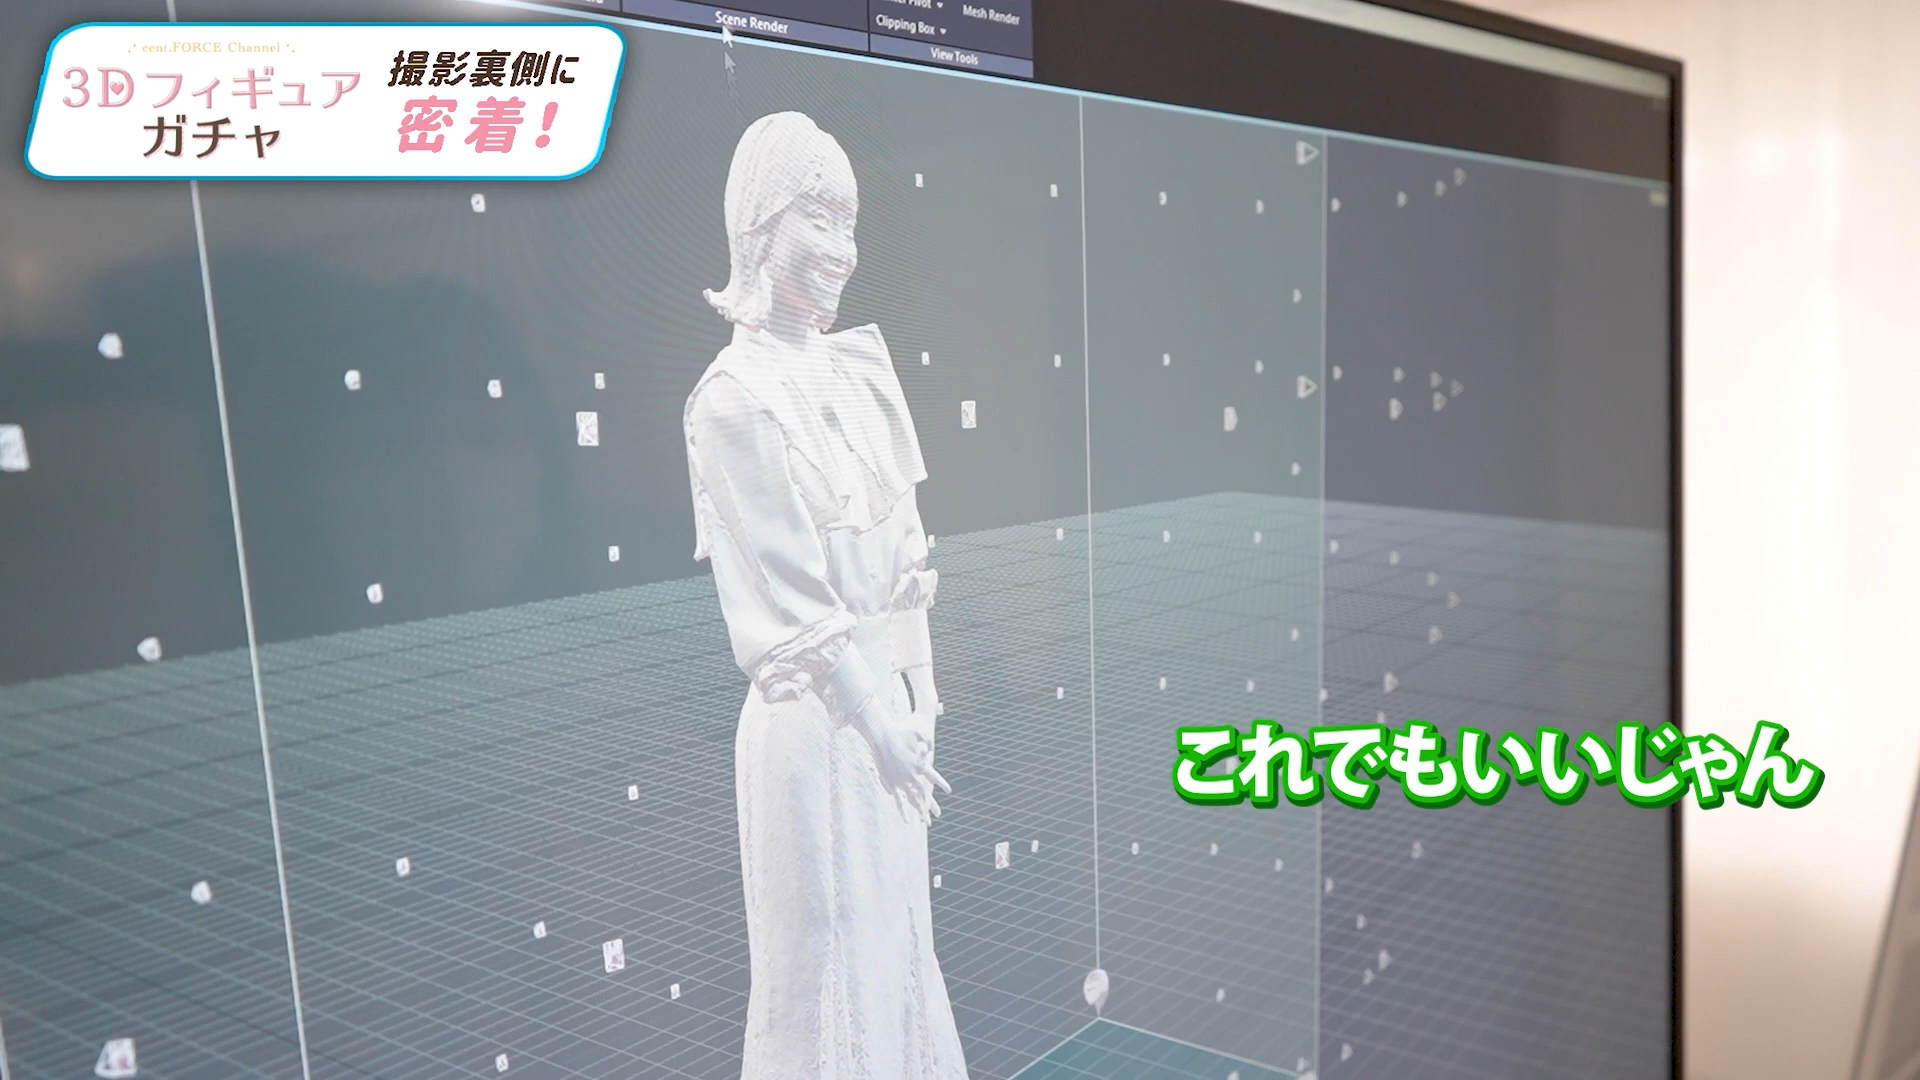 cent.FORCE Channel
3Dフィギュア
ガチャ
撮影裏側に
密着!
Scene Render
Clipping Box
Mesh Render
View Tools
これでもいいじゃん